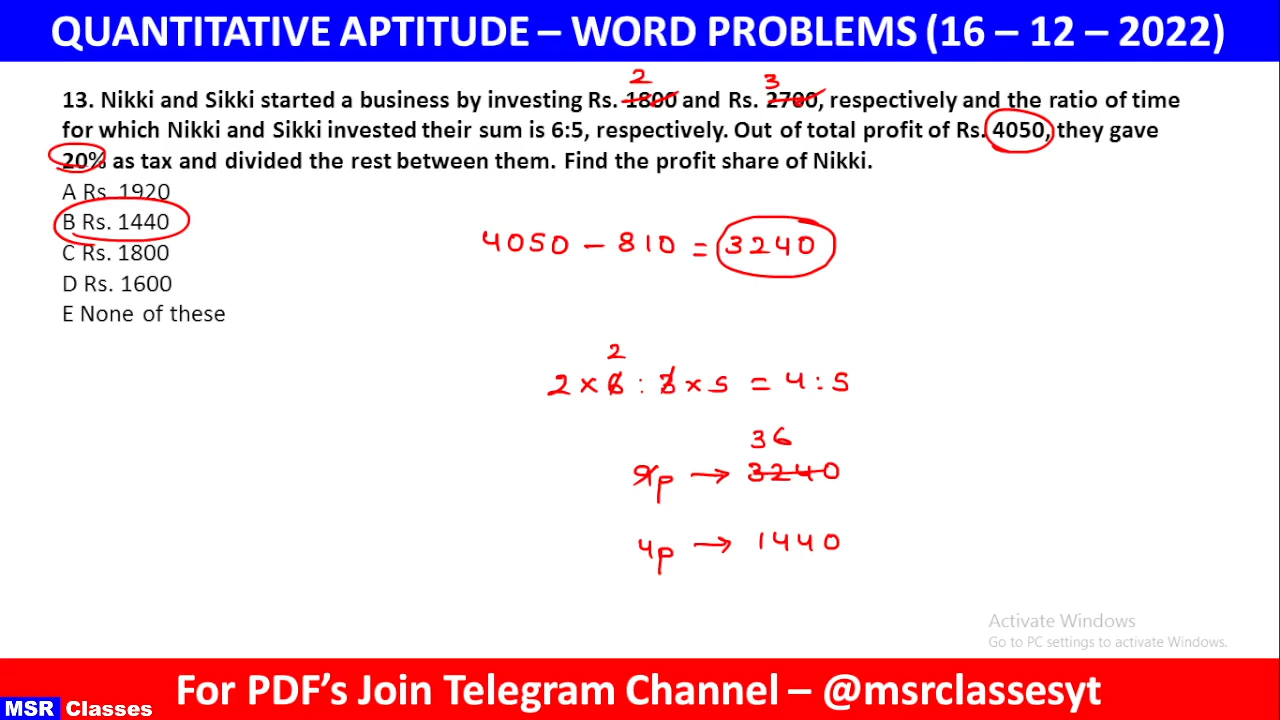 QUANTITATIVE APTITUDE – WORD PROBLEMS (16 – 12 – 2022)
2 3
13. Nikki and Sikki started a business by investing Rs. 1800 and Rs. 2700, respectively and the ratio of time
for which Nikki and Sikki invested their sum is 6:5, respectively. Out of total profit of Rs. 4050, they gave
20% as tax and divided the rest between them. Find the profit share of Nikki.
A Rs. 1920
B Rs. 1440
C Rs. 1800
D Rs. 1600
E None of these
4050 – 810 = 3240
2
2 × 6 : 3 × 5 = 4 : 5
36
9p → 3240
4p → 1440
Activate Windows
Go to PC settings to activate Windows.
For PDF’s Join Telegram Channel – @msrclassesyt
MSR Classes